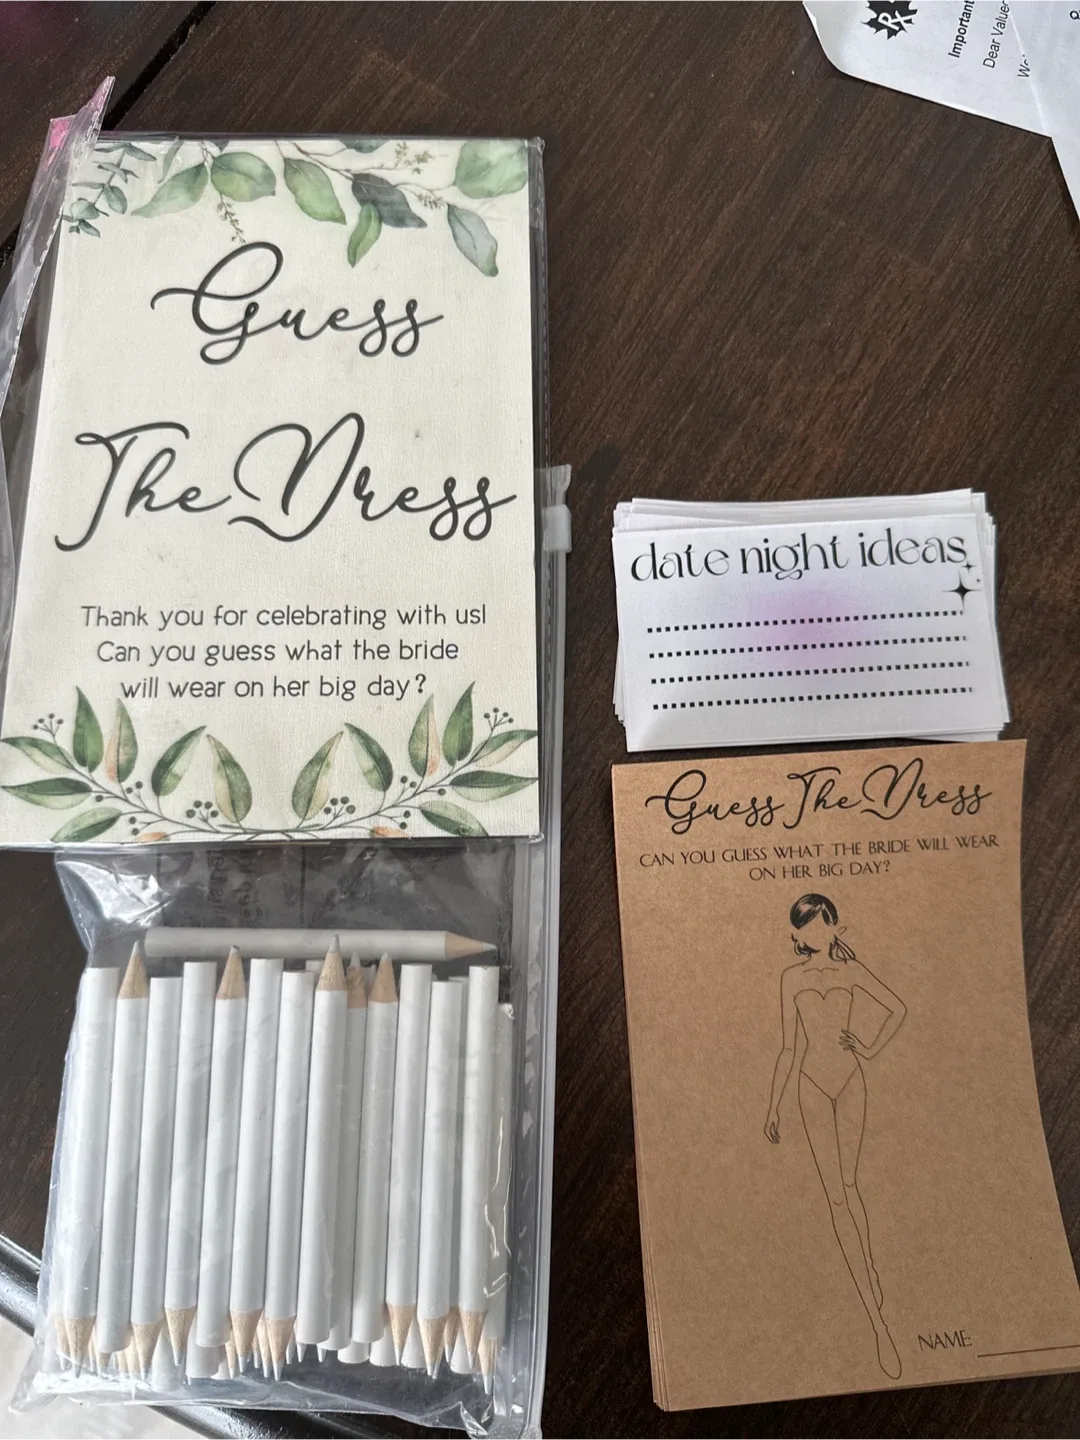 Guess
The Dress
Thank you for celebrating with us!
Can you guess what the bride
will wear on her big day?
Rx
Important
Dear Value
date night ideas
Guess The Dress
CAN YOU GUESS WHAT THE BRIDE WILL WEAR
ON HER BIG DAY?
NAME: